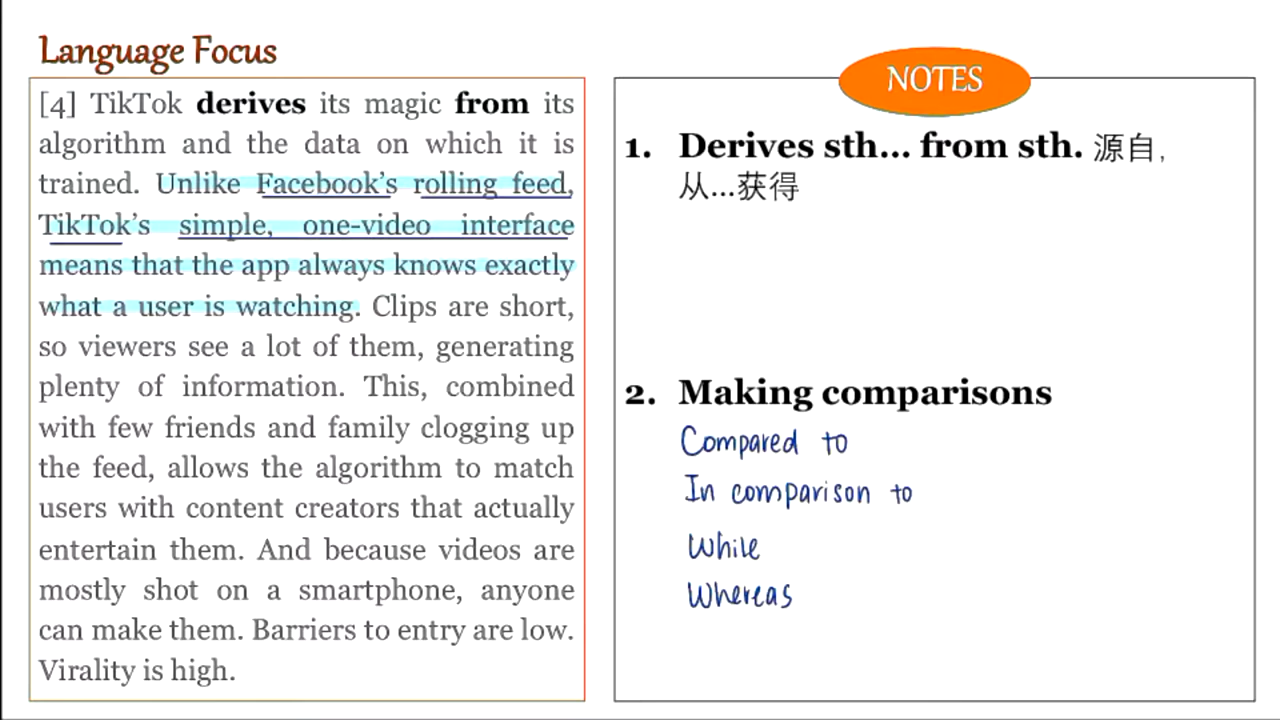 Language Focus
[4] TikTok derives its magic from its
algorithm and the data on which it is
trained. Unlike Facebook's rolling feed,
TikTok's simple, one-video interface
means that the app always knows exactly
what a user is watching. Clips are short,
so viewers see a lot of them, generating
plenty of information. This, combined
with few friends and family clogging up
the feed, allows the algorithm to match
users with content creators that actually
entertain them. And because videos are
mostly shot on a smartphone, anyone
can make them. Barriers to entry are low.
Virality is high.
NOTES
1. Derives sth... from sth. 源自,
从...获得
2. Making comparisons
Compared to
In comparison to
While
Whereas